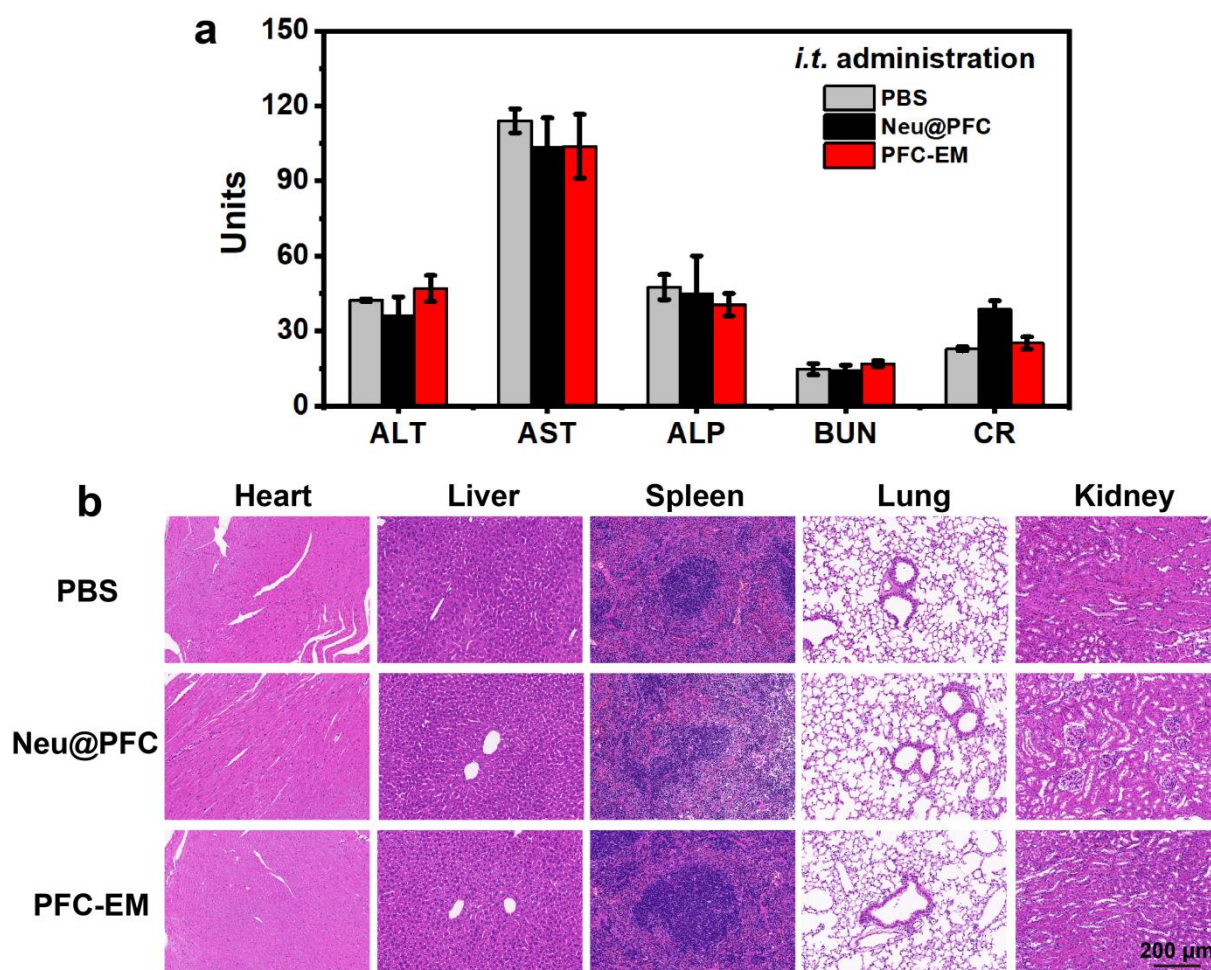 a
150
120
90
60
30
0
Units
i.t. administration
PBS
Neu@PFC
PFC-EM
ALT AST ALP BUN CR
b
Heart Liver Spleen Lung Kidney
PBS
Neu@PFC
PFC-EM
200 μm